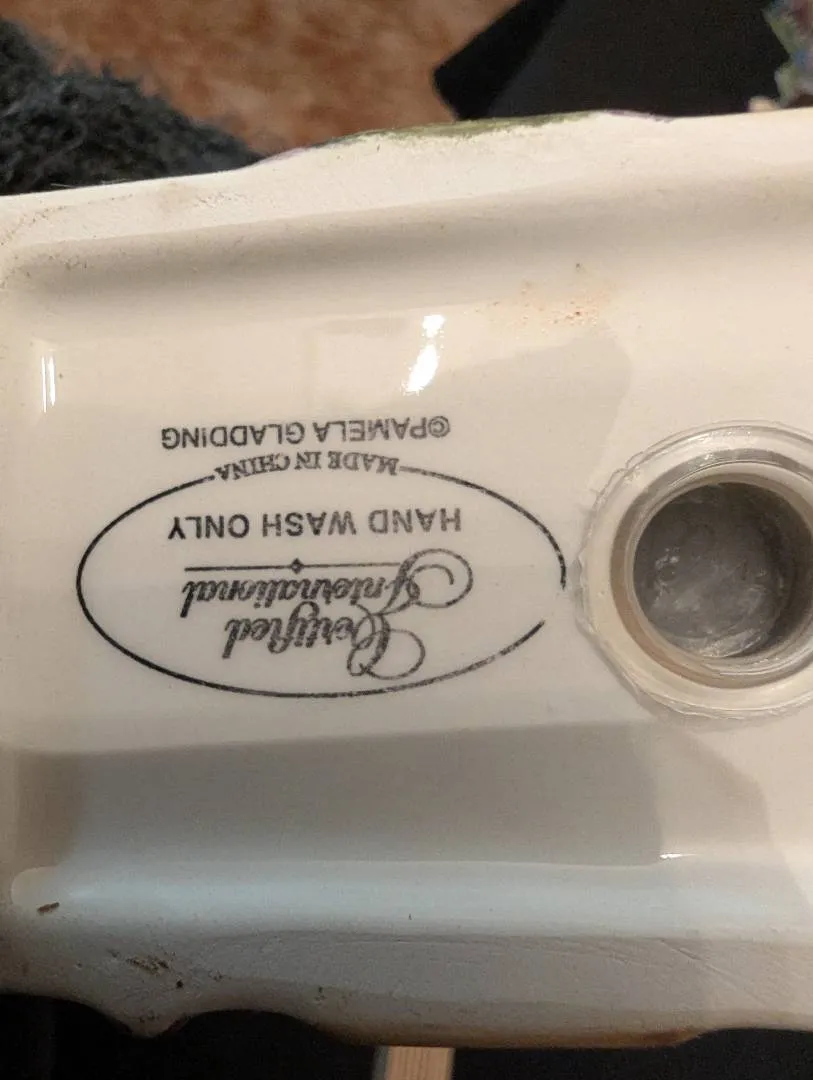 Certified
International
HAND WASH ONLY
MADE IN CHINA
©PAMELA GLADDING